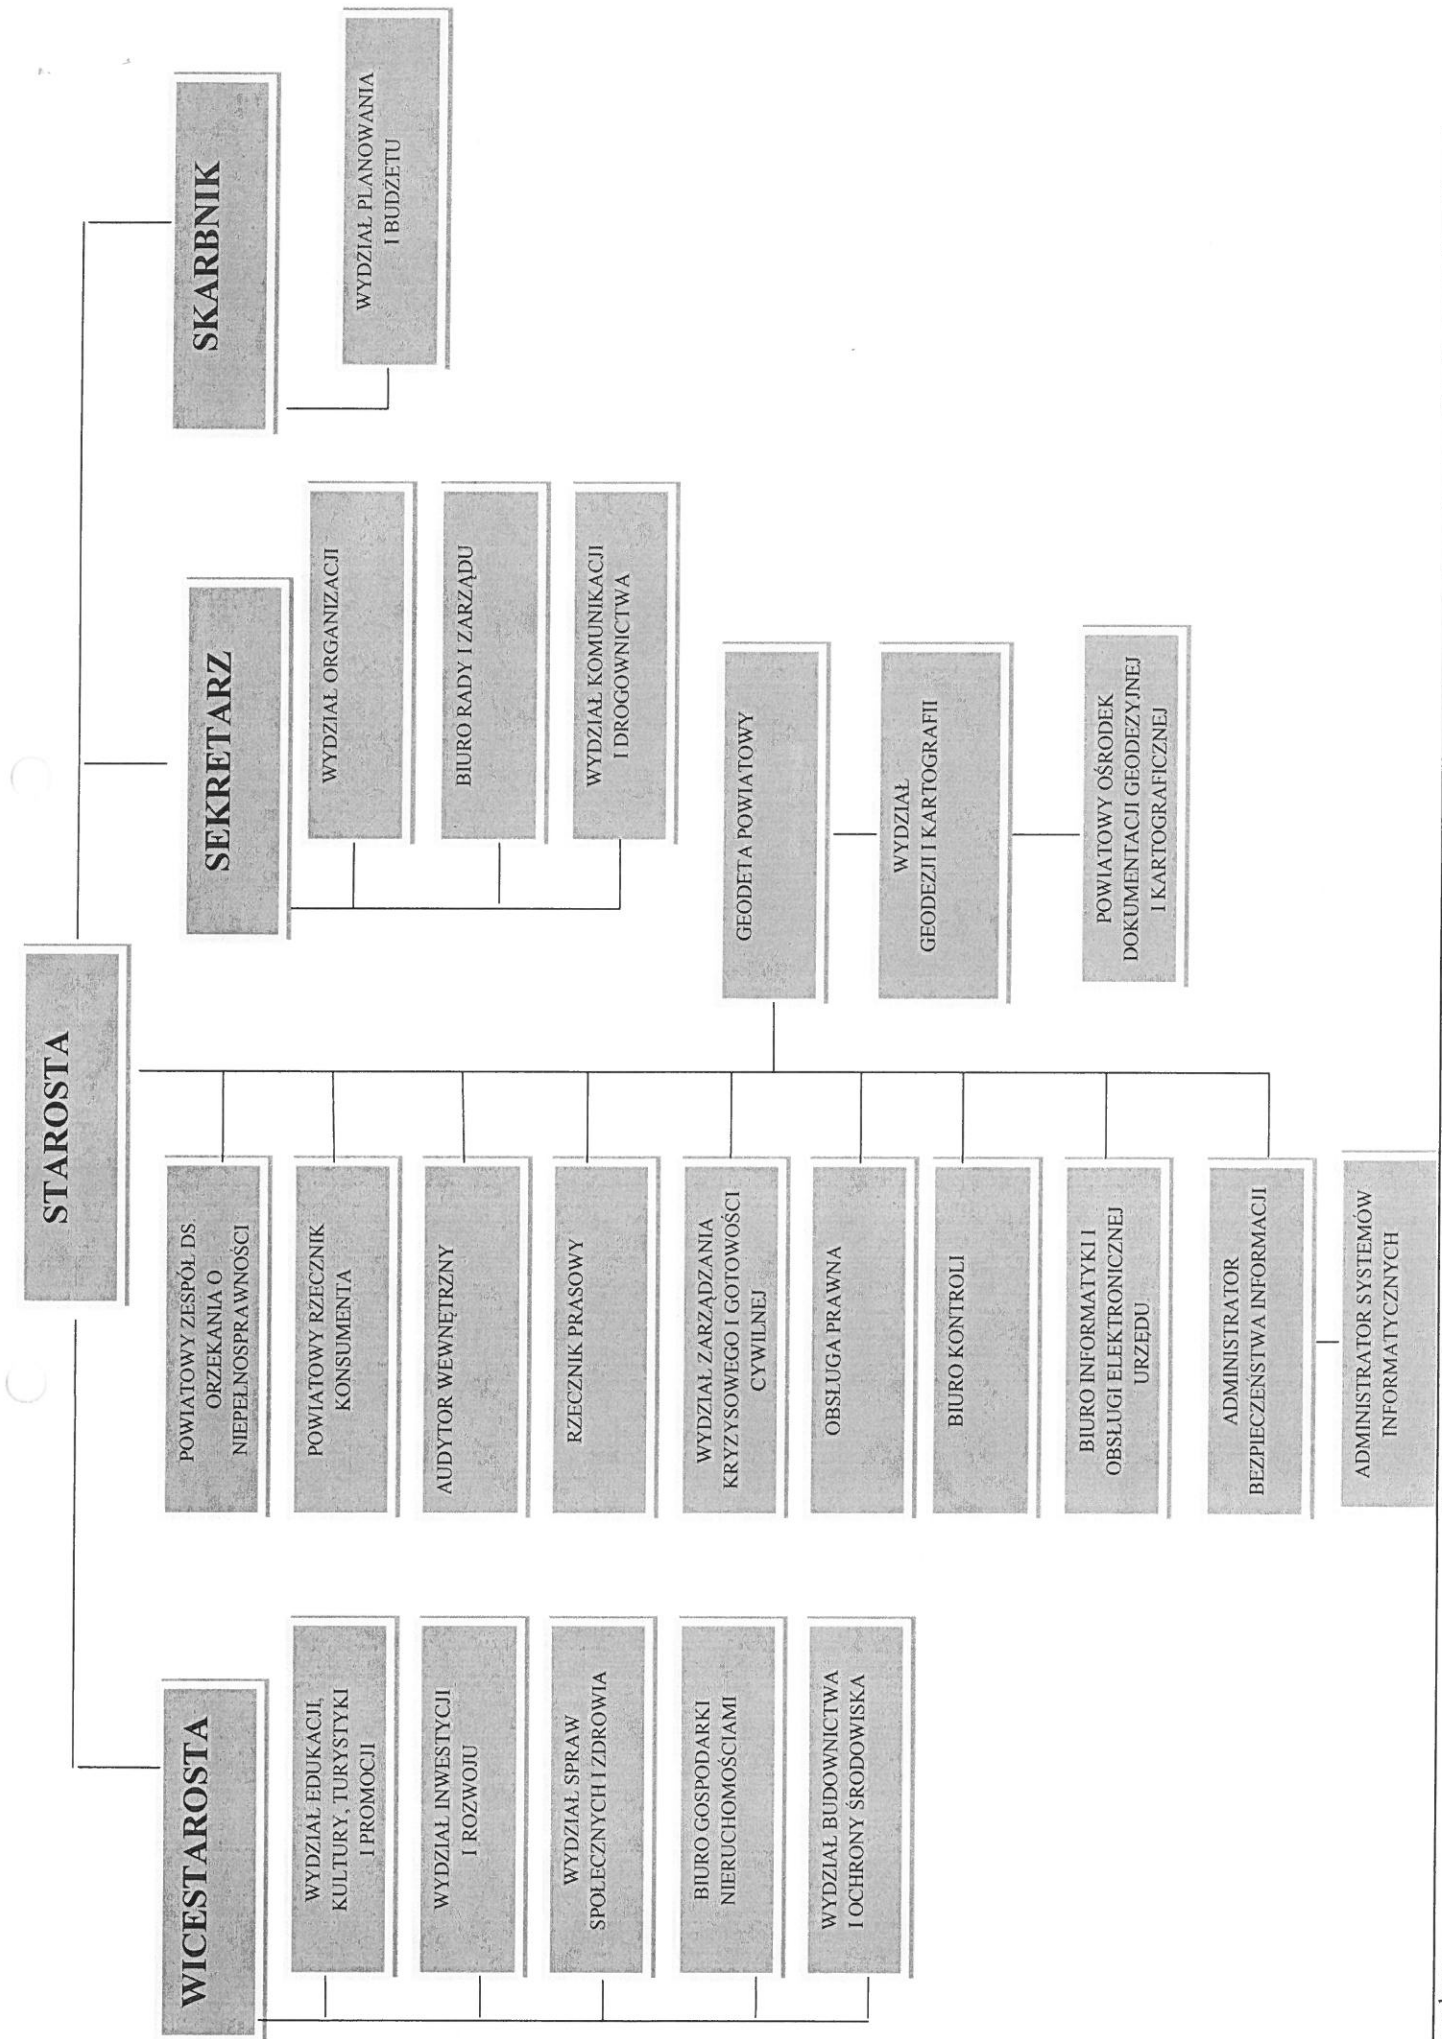 STAROSTA
WICESTAROSTA
WYDZIAŁ EDUKACJI,
KULTURY, TURYSTYKI
I PROMOCJI
WYDZIAŁ INWESTYCJI
I ROZWOJU
WYDZIAŁ SPRAW
SPOŁECZNYCH I ZDROWIA
BIURO GOSPODARKI
NIERUCHOMOŚCIAMI
WYDZIAŁ BUDOWNICTWA
I OCHRONY ŚRODOWISKA
POWIATOWY ZESPÓŁ DS
ORZEKANIA O
NIEPEŁNOSPRAWNOŚCI
POWIATOWY RZECZNIK
KONSUMENTA
AUDYTOR WEWNĘTRZNY
RZECZNIK PRASOWY
WYDZIAŁ ZARZĄDZANIA
KRYZYSOWEGO I GOTOWOŚCI
CYWILNEJ
OBSŁUGA PRAWNA
BIURO KONTROLI
BIURO INFORMATYKI I
OBSŁUGI ELEKTRONICZNEJ
URZĘDU
ADMINISTRATOR
BEZPIECZEŃSTWA INFORMACJI
ADMINISTRATOR SYSTEMÓW
INFORMATYCZNYCH
GEODETA POWIATOWY
WYDZIAŁ
GEODEZJI I KARTOGRAFII
POWIATOWY OŚRODEK
DOKUMENTACJI GEODEZYJNEJ
I KARTOGRAFICZNEJ
SEKRETARZ
WYDZIAŁ ORGANIZACJI
BIURO RADY I ZARZĄDU
WYDZIAŁ KOMUNIKACJI
I DROGOWNICTWA
SKARBNIK
WYDZIAŁ PLANOWANIA
I BUDŻETU